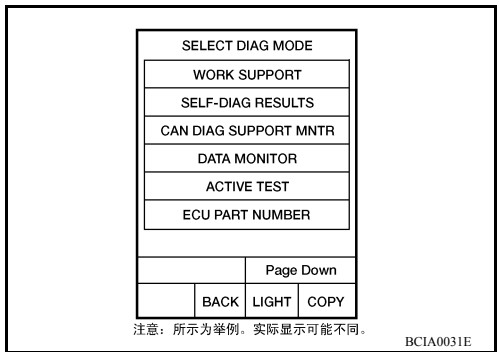 SELECT DIAG MODE
WORK SUPPORT
SELF-DIAG RESULTS
CAN DIAG SUPPORT MNTR
DATA MONITOR
ACTIVE TEST
ECU PART NUMBER
Page Down
BACK LIGHT COPY
注意：所示为举例。实际显示可能不同。
BCIA0031E